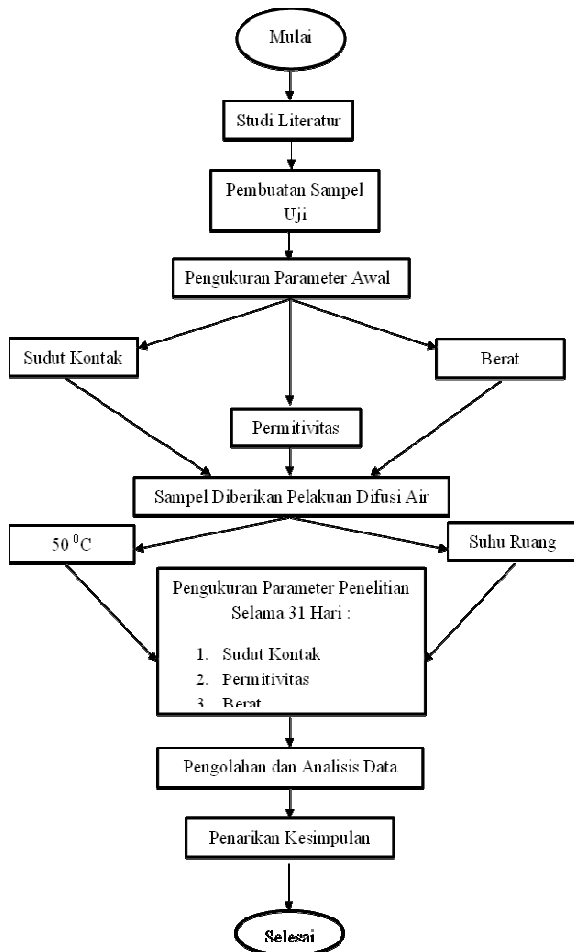 Mulai
Studi Literatur
Pembuatan Sampel
Uji
Pengukuran Parameter Awal
Sudut Kontak
Berat
Permitivitas
Sampel Diberikan Pelakuan Difusi Air
50 ⁰C
Suhu Ruang
Pengukuran Parameter Penelitian
Selama 31 Hari :
1. Sudut Kontak
2. Permitivitas
3. Berat
Pengolahan dan Analisis Data
Penarikan Kesimpulan
Selesai